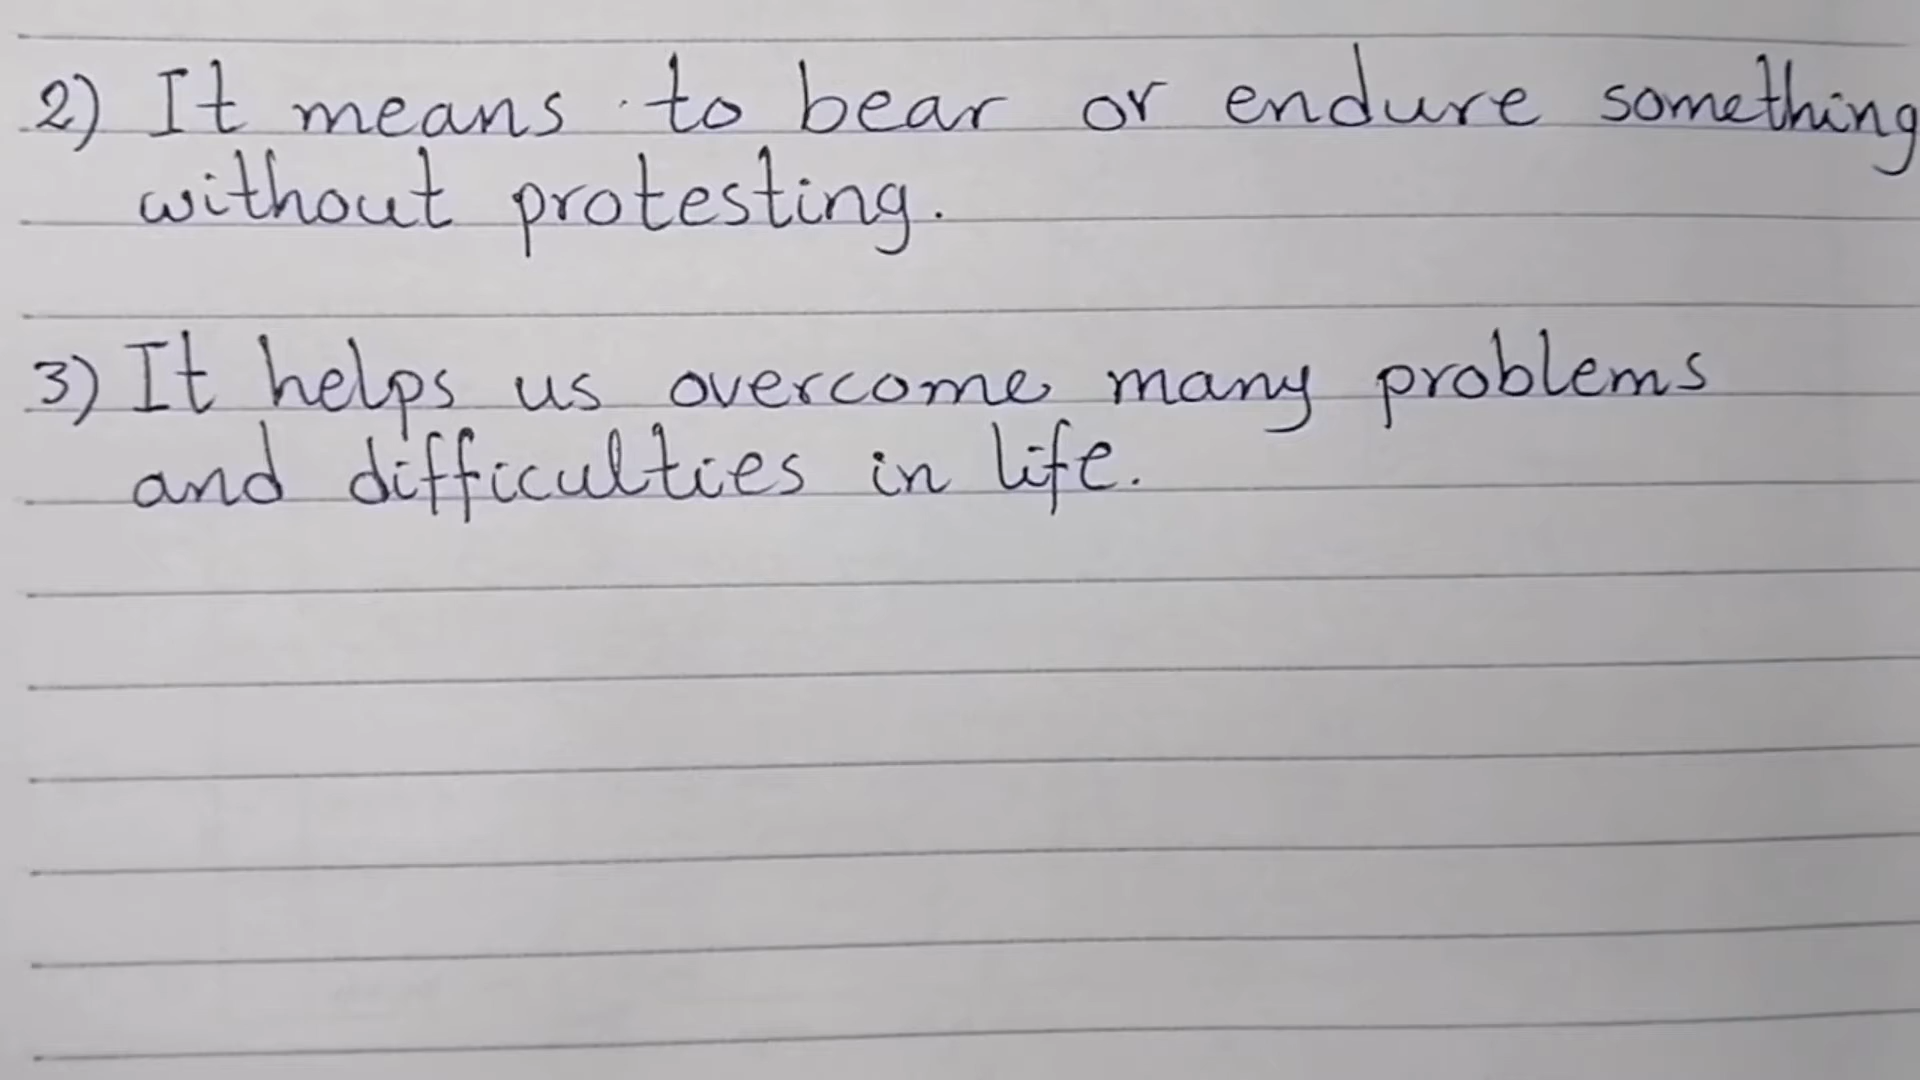 2) It means to bear or endure something
without protesting.
3) It helps us overcome many problems
and difficulties in life.